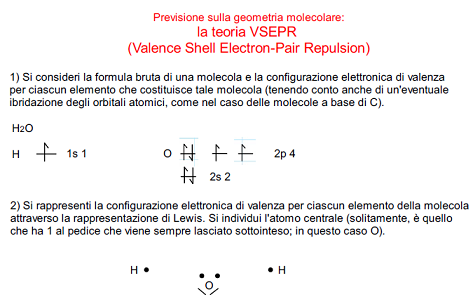 Previsione sulla geometria molecolare:
la teoria VSEPR
(Valence Shell Electron-Pair Repulsion)
1) Si consideri la formula bruta di una molecola e la configurazione elettronica di valenza
per ciascun elemento che costituisce tale molecola (tenendo conto anche di un'eventuale
ibridazione degli orbitali atomici, come nel caso delle molecole a base di C).
H2O
H 1s 1 O 2p 4
2s 2
2) Si rappresenti la configurazione elettronica di valenza per ciascun elemento della molecola
attraverso la rappresentazione di Lewis. Si individui l'atomo centrale (solitamente, è quello
che ha 1 al pedice che viene sempre lasciato sottointeso; in questo caso O).
H • • H
O